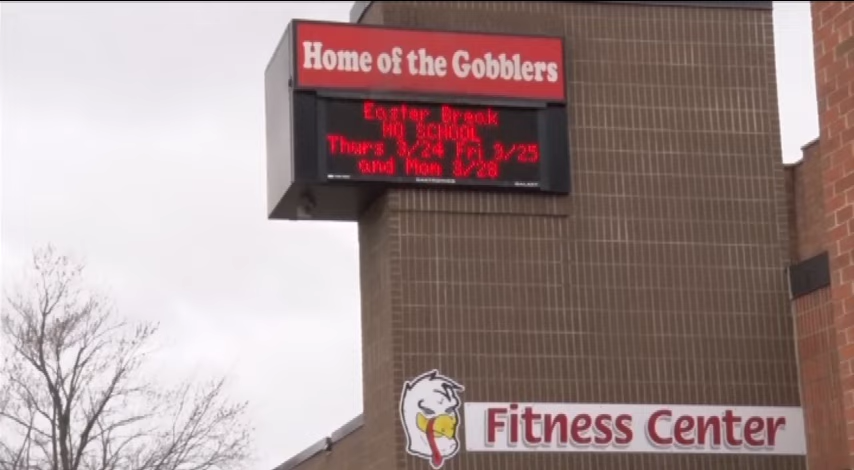 Home of the Gobblers
Easter Break
NO SCHOOL
Thurs 3/24 Fri 3/25
and Mon 3/28
Fitness Center